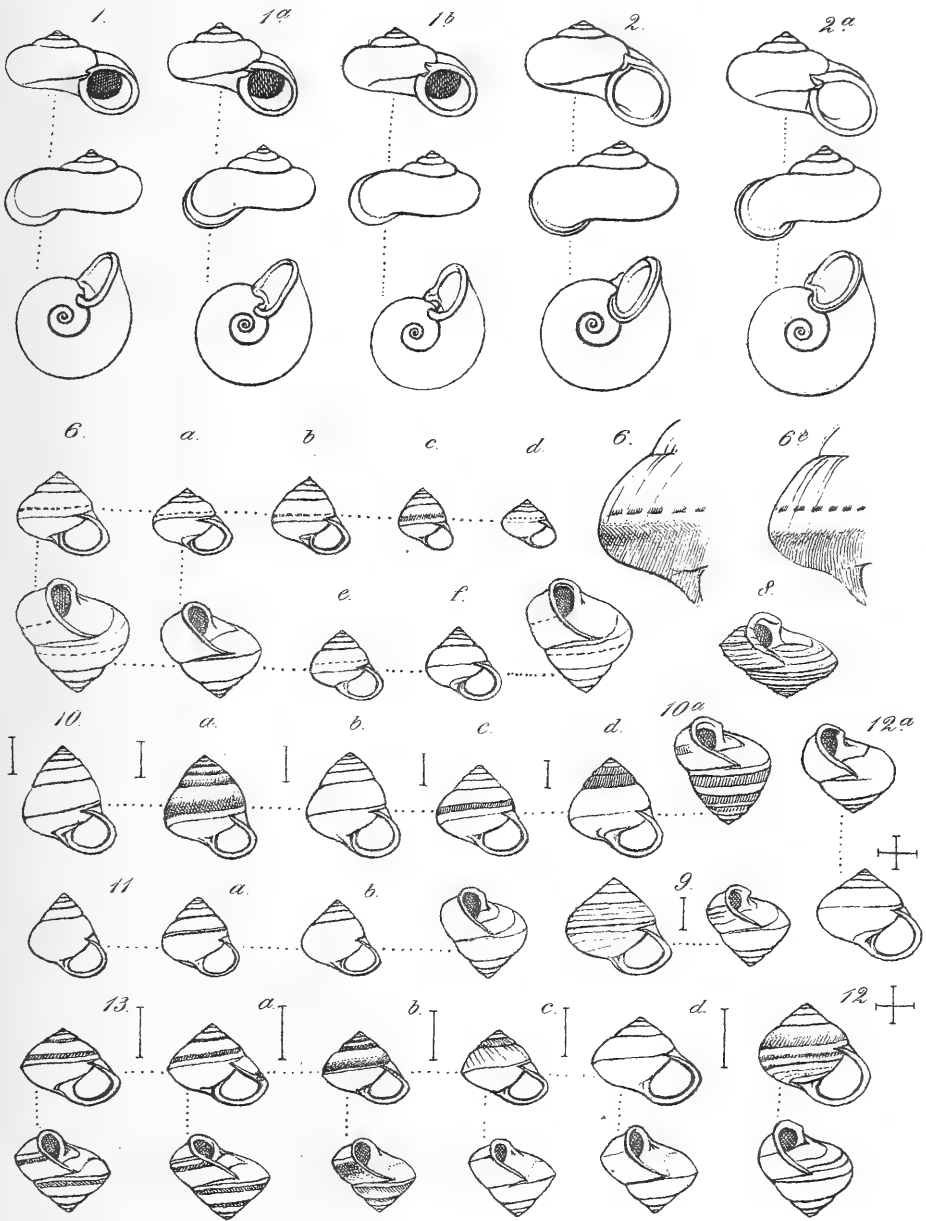 1. 1a 1b 2. 2a
6. a. b c. d. 6. 6e
e. f. 8.
10. a. b. c. d. 10a 12a
11 a. b. 9.
13. a. b. c. d. 12